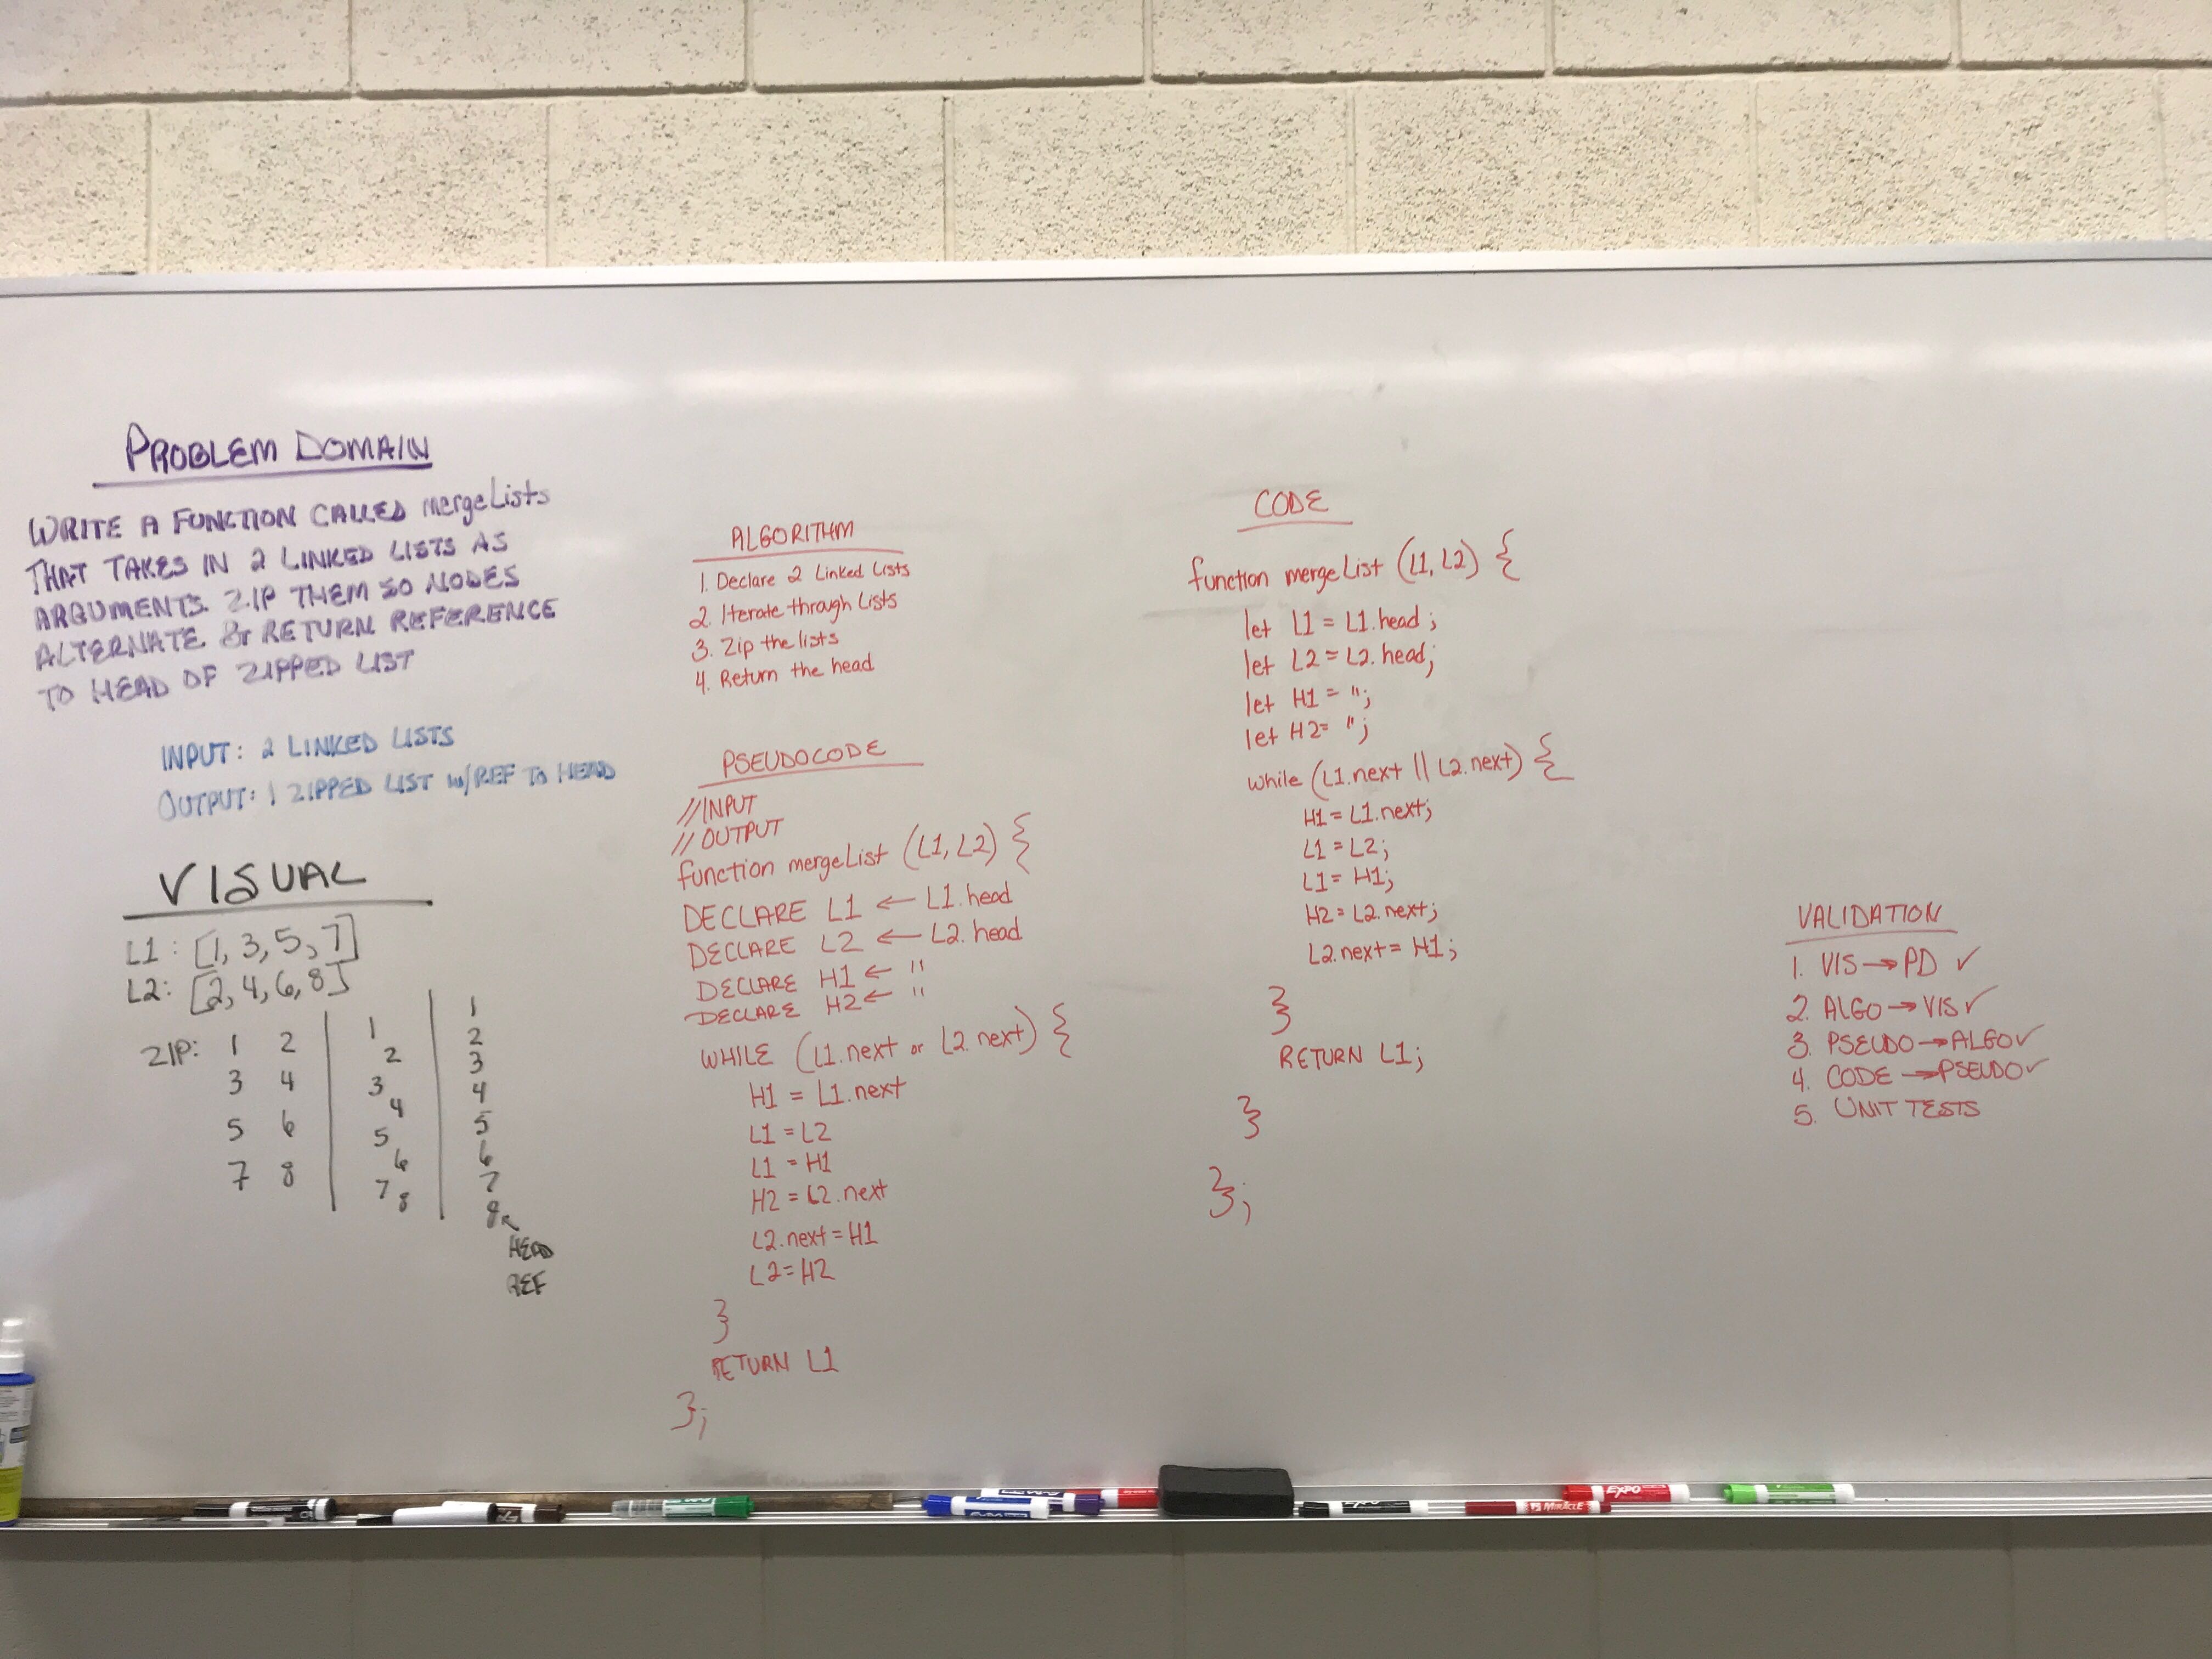 PROBLEM DOMAIN
WRITE A FUNCTION CALLED mergeLists
THAT TAKES IN 2 LINKED LISTS AS
ARGUMENTS. ZIP THEM SO NODES
ALTERNATE & RETURN REFERENCE
TO HEAD OF ZIPPED LIST
INPUT: 2 LINKED LISTS
OUTPUT: 1 ZIPPED LIST w/REF TO HEAD
VISUAL
L1: [1, 3, 5, 7]
L2: [2, 4, 6, 8]
ZIP: 1 2
3 4
5 6
7 8
1
2
3
4
5
6
7
8
1
2
3
4
5
6
7
8
HEAD
REF
ALGORITHM
1. Declare 2 Linked Lists
2. Iterate through Lists
3. Zip the lists
4. Return the head
PSEUDOCODE
//INPUT
//OUTPUT
function mergeList (L1, L2) {
DECLARE L1 ← L1.head
DECLARE L2 ← L2.head
DECLARE H1 ← "
DECLARE H2 ← "
WHILE (L1.next or L2.next) {
H1 = L1.next
L1 = L2
L1 = H1
H2 = L2.next
L2.next = H1
L2 = H2
}
RETURN L1
};
CODE
function mergeList (L1, L2) {
let L1 = L1.head;
let L2 = L2.head;
let H1 = ";
let H2 = ";
while (L1.next || L2.next) {
H1 = L1.next;
L1 = L2;
L1 = H1;
H2 = L2.next;
L2.next = H1;
}
RETURN L1;
}
};
VALIDATION
1. VIS → PD ✓
2. ALGO → VIS ✓
3. PSEUDO → ALGO ✓
4. CODE → PSEUDO ✓
5. UNIT TESTS
EXPO
MIRACLE
EXPO